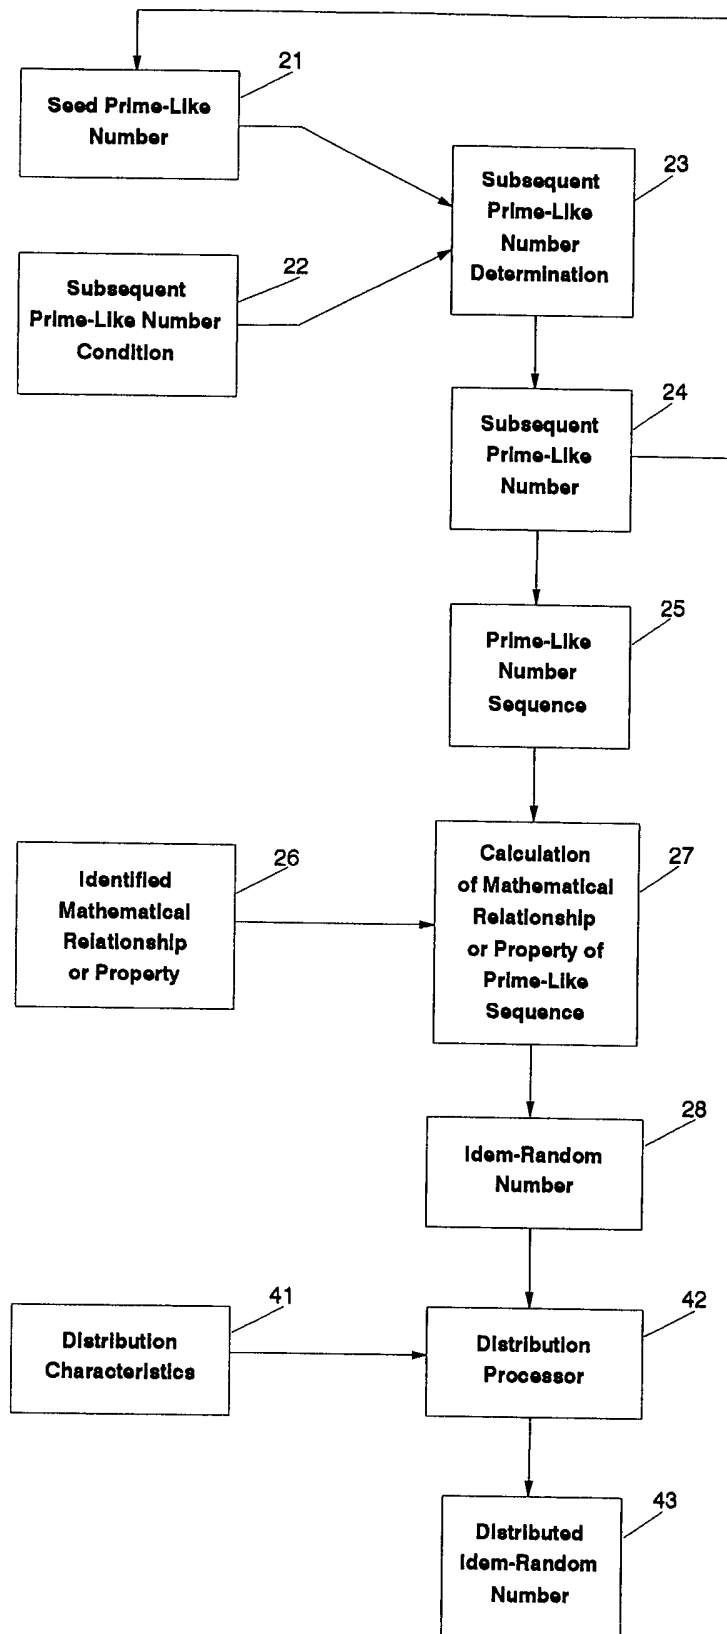 21
Seed Prime-Like
Number
23
Subsequent
Prime-Like
Number
Determination
22
Subsequent
Prime-Like Number
Condition
24
Subsequent
Prime-Like
Number
25
Prime-Like
Number
Sequence
26
Identified
Mathematical
Relationship
or Property
27
Calculation
of Mathematical
Relationship
or Property of
Prime-Like
Sequence
28
Idem-Random
Number
41
Distribution
Characteristics
42
Distribution
Processor
43
Distributed
Idem-Random
Number